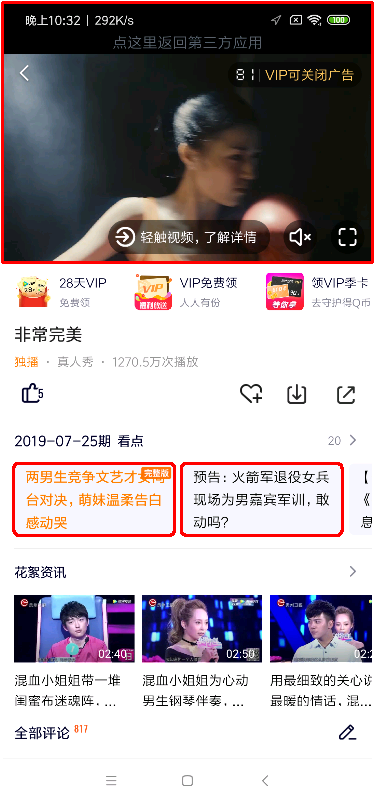 晚上10:32 | 292K/s
100
点这里返回第三方应用
81 | VIP可关闭广告
轻触视频，了解详情
28天VIP
免费领
VIP免费领
人人有份
领VIP季卡
去守护得Q币
非常完美
独播 · 真人秀 · 1270.5万次播放
5
2019-07-25期 看点
20
完整版
两男生竞争文艺才女同
台对决，萌妹温柔告白
感动哭
预告：火箭军退役女兵
现场为男嘉宾军训，敢
动吗？
【
《
息
花絮资讯
02:40
02:50
混血小姐姐带一堆
闺蜜布迷魂阵，...
混血小姐姐为心动
男生钢琴伴奏，...
用最细致的关心诉
最暖的情话，混...
全部评论 817